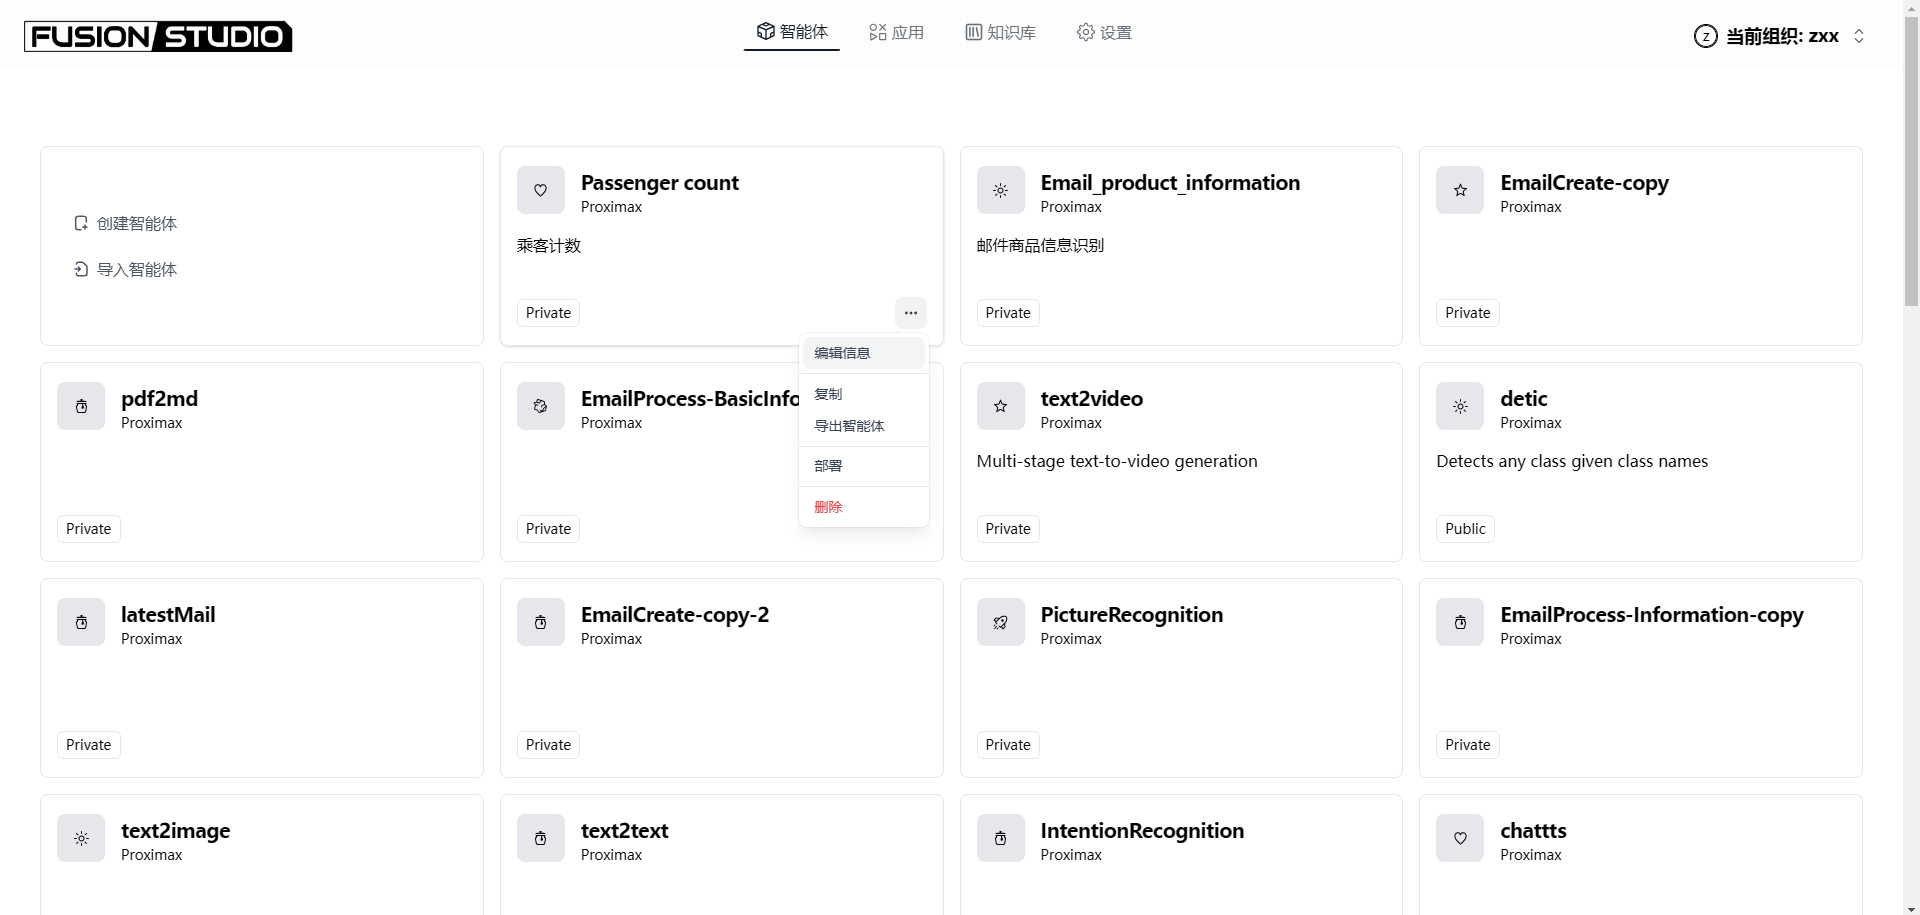 FUSION STUDIO
智能体
应用
知识库
设置
Z
当前组织: zxx
创建智能体
导入智能体
Passenger count
Proximax
乘客计数
Private
Email_product_information
Proximax
邮件商品信息识别
Private
EmailCreate-copy
Proximax
Private
编辑信息
复制
导出智能体
部署
删除
pdf2md
Proximax
Private
EmailProcess-BasicInfo
Proximax
Private
text2video
Proximax
Multi-stage text-to-video generation
Private
detic
Proximax
Detects any class given class names
Public
latestMail
Proximax
Private
EmailCreate-copy-2
Proximax
Private
PictureRecognition
Proximax
Private
EmailProcess-Information-copy
Proximax
Private
text2image
Proximax
text2text
Proximax
IntentionRecognition
Proximax
chattts
Proximax